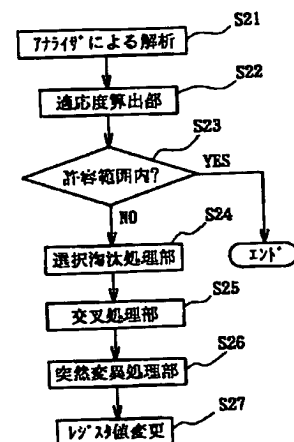 S21
ｱﾅﾗｲｻﾞによる解析
S22
適応度算出部
S23
許容範囲内?
YES
NO
S24
選択淘汰処理部
ｴﾝﾄﾞ
S25
交叉処理部
S26
突然変異処理部
S27
ﾚｼﾞｽﾀ値変更